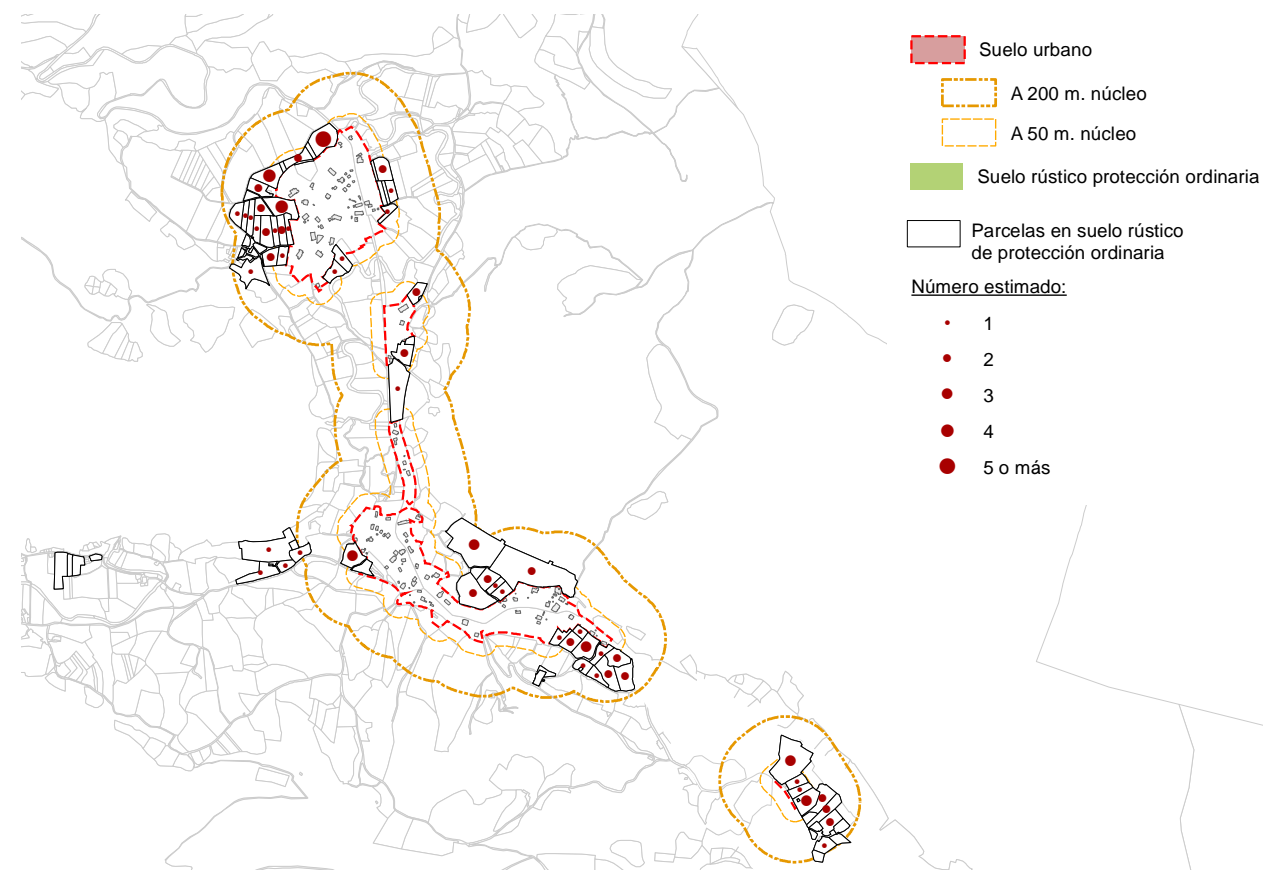 Suelo urbano
A 200 m. núcleo
A 50 m. núcleo
Suelo rústico protección ordinaria
Parcelas en suelo rústico
de protección ordinaria
Número estimado:
1
2
3
4
5 o más